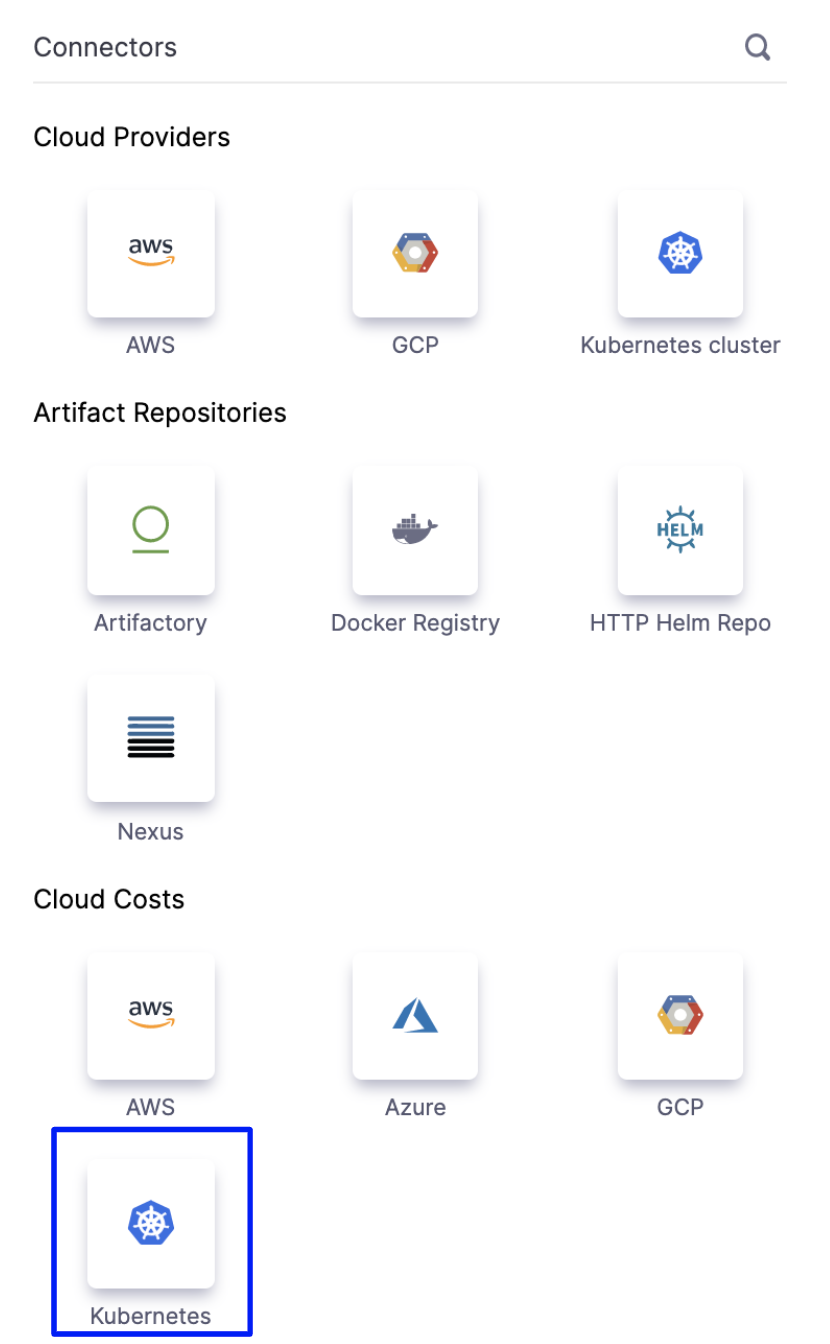 Connectors
Cloud Providers
aws
AWS
GCP
Kubernetes cluster
Artifact Repositories
HELM
Artifactory
Docker Registry
HTTP Helm Repo
Nexus
Cloud Costs
aws
AWS
Azure
GCP
Kubernetes